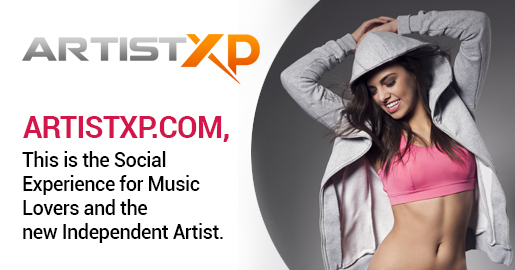 ARTISTXP
ARTISTXP.COM,
This is the Social
Experience for Music
Lovers and the
new Independent Artist.